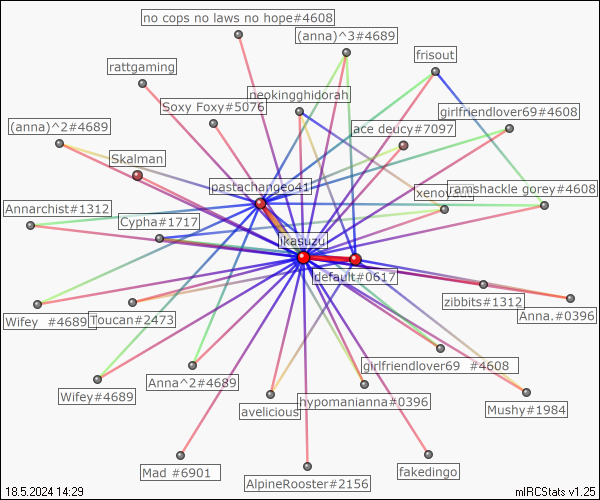 no cops no laws no hope#4608
(anna)^3#4689
frisout
rattgaming
neokingghidorah
Soxy Foxy#5076
girlfriendlover69#4608
(anna)^2#4689
ace deucy#7097
Skalman
pastachangeo41
ramshackle gorey#4608
Annarchist#1312
Cypha#1717
ikasuzu
default#0617
zibbits#1312
Anna.#0396
Wifey #4689
Toucan#2473
girlfriendlover69 #4608
Anna^2#4689
Wifey#4689
hypomanianna#0396
avelicious
Mushy#1984
Mad #6901
fakedingo
AlpineRooster#2156
18.5.2024 14:29
mIRCStats v1.25